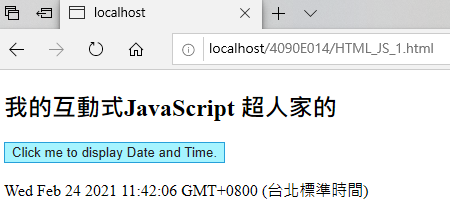 localhost
localhost/4090E014/HTML_JS_1.html
我的互動式JavaScript 超人家的
Click me to display Date and Time.
Wed Feb 24 2021 11:42:06 GMT+0800 (台北標準時間)